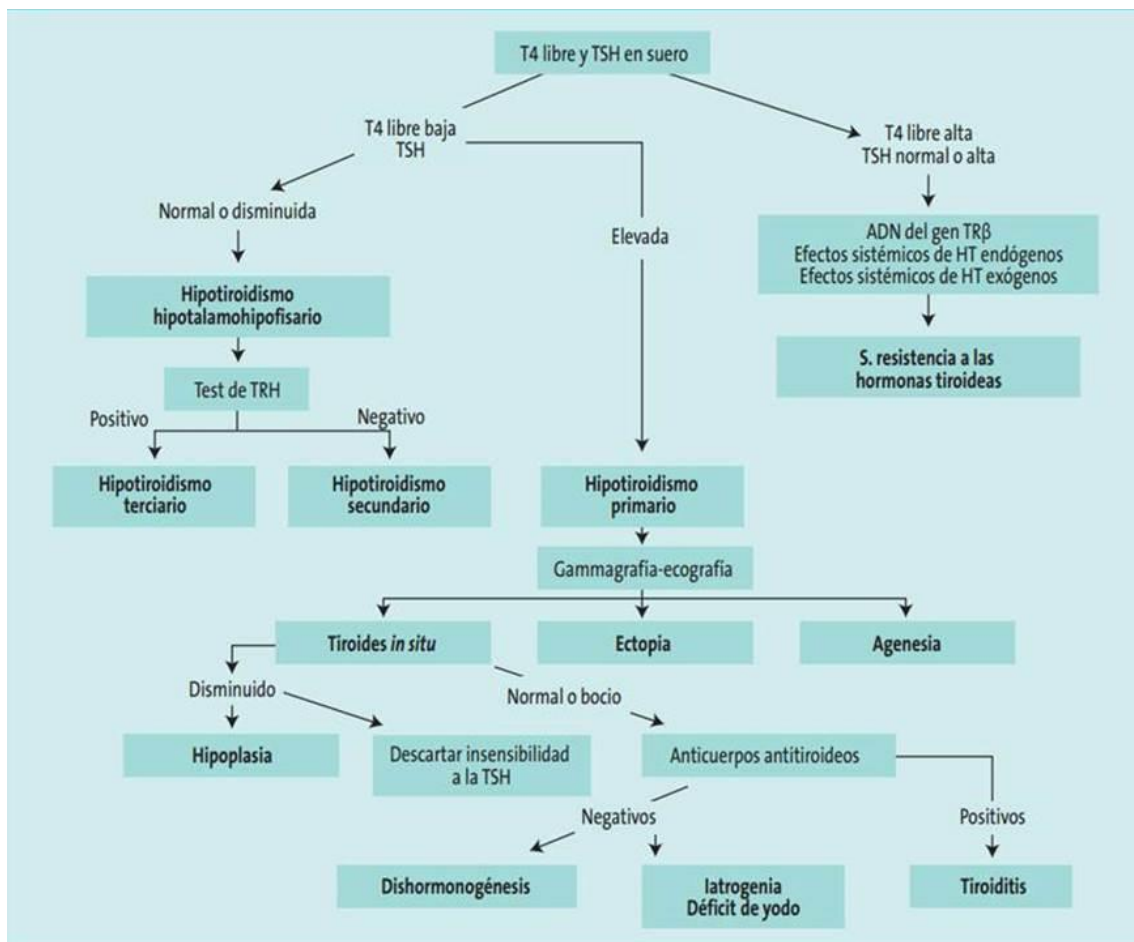 T4 libre y TSH en suero
T4 libre baja
TSH
T4 libre alta
TSH normal o alta
Normal o disminuida
Elevada
ADN del gen TRβ
Efectos sistémicos de HT endógenos
Efectos sistémicos de HT exógenos
Hipotiroidismo
hipotalamohipofisario
S. resistencia a las
hormonas tiroideas
Test de TRH
Positivo
Negativo
Hipotiroidismo
terciario
Hipotiroidismo
secundario
Hipotiroidismo
primario
Gammagrafía-ecografía
Tiroides in situ
Ectopia
Agenesia
Disminuido
Normal o bocio
Hipoplasia
Descartar insensibilidad
a la TSH
Anticuerpos antitiroideos
Negativos
Positivos
Dishormonogénesis
Iatrogenia
Déficit de yodo
Tiroiditis